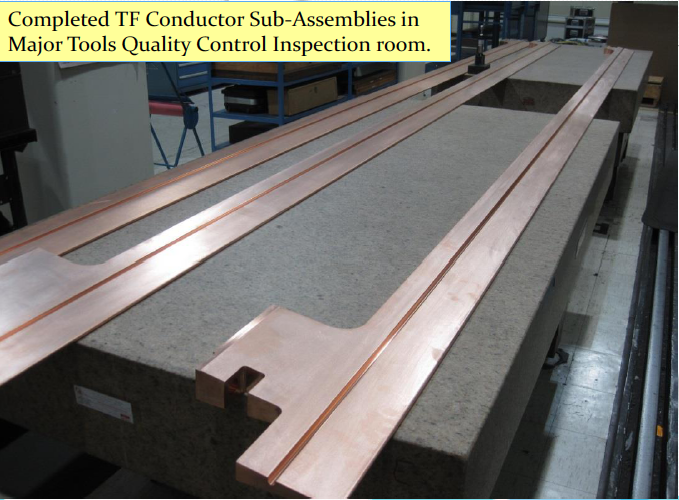 Completed TF Conductor Sub-Assemblies in
Major Tools Quality Control Inspection room.